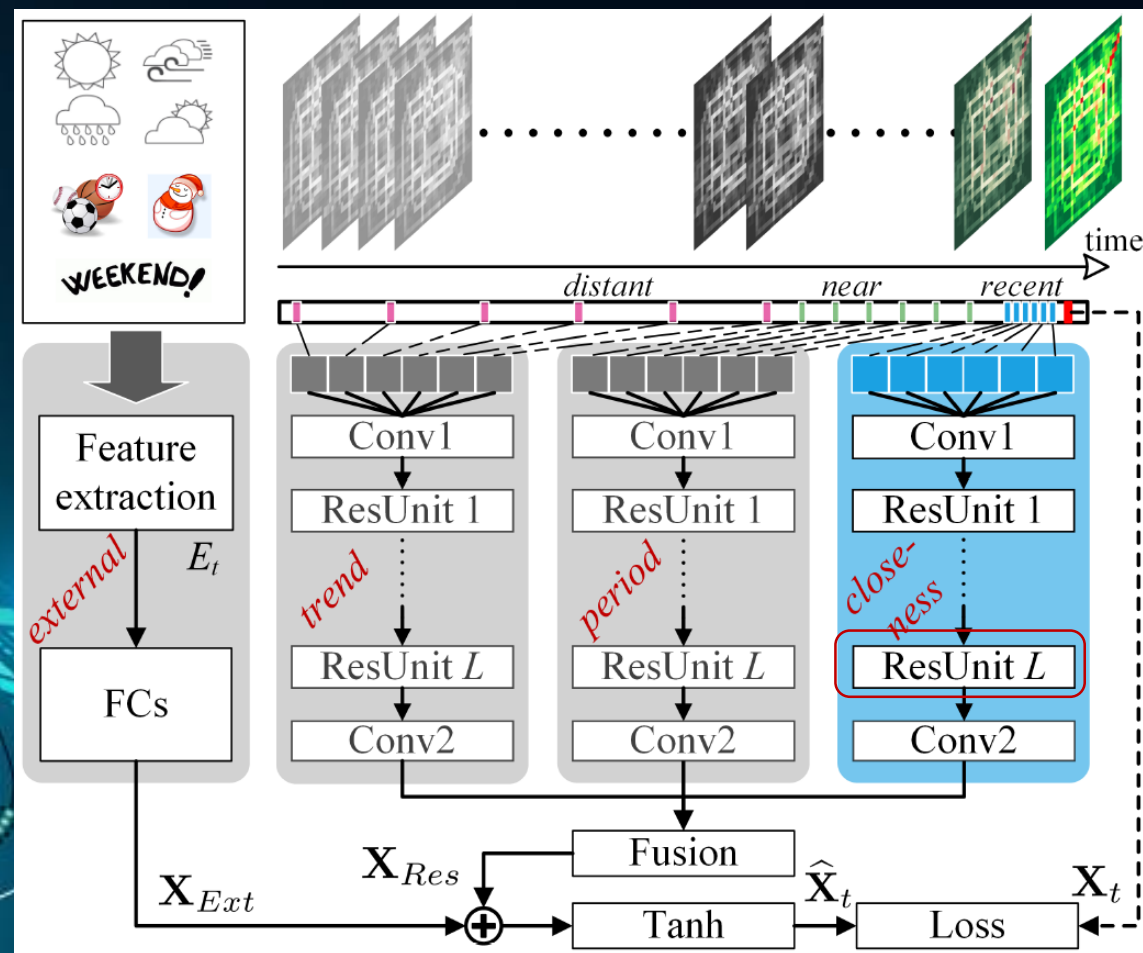 WEEKEND!
time
distant near recent
Conv1 Conv1 Conv1
Feature
extraction
ResUnit 1 ResUnit 1 ResUnit 1
E_t
external
trend
period
close-
ness
FCs
ResUnit L ResUnit L ResUnit L
Conv2 Conv2 Conv2
Fusion
X_Res
X_Ext
X̂_t
X_t
Tanh
Loss